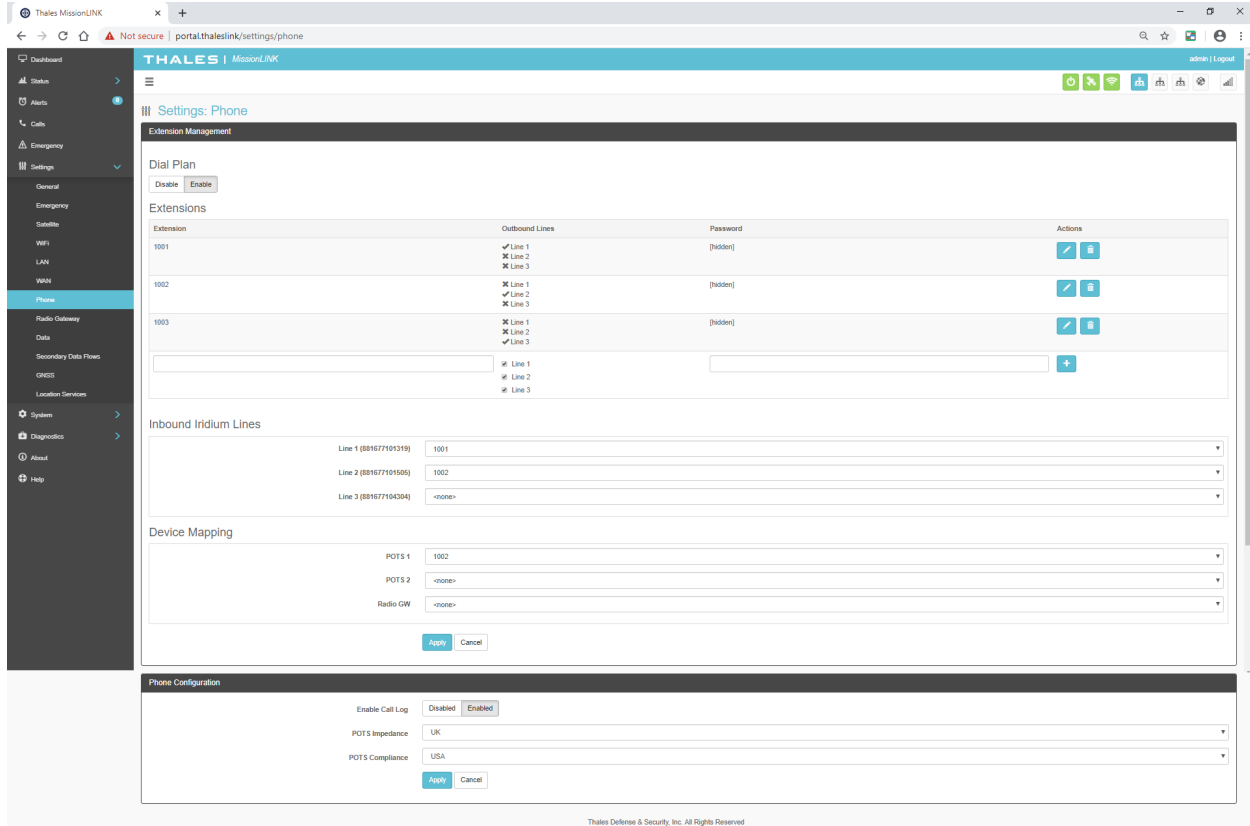 Thales MissionLINK
Not secure | portal.thaleslink/settings/phone
Dashboard
Status
Alerts 0
Calls
Emergency
Settings
General
Emergency
Satellite
WiFi
LAN
WAN
Phone
Radio Gateway
Data
Secondary Data Flows
GNSS
Location Services
System
Diagnostics
About
Help
THALES | MissionLINK
admin | Logout
Settings: Phone
Extension Management
Dial Plan
Disable Enable
Extensions
Extension Outbound Lines Password Actions
1001 Line 1 [hidden]
Line 2
Line 3
1002 Line 1 [hidden]
Line 2
Line 3
1003 Line 1 [hidden]
Line 2
Line 3
Line 1
Line 2
Line 3
Inbound Iridium Lines
Line 1 (881677101319) 1001
Line 2 (881677101505) 1002
Line 3 (881677104304) <none>
Device Mapping
POTS 1 1002
POTS 2 <none>
Radio GW <none>
Apply Cancel
Phone Configuration
Enable Call Log Disabled Enabled
POTS Impedance UK
POTS Compliance USA
Apply Cancel
Thales Defense & Security, Inc. All Rights Reserved